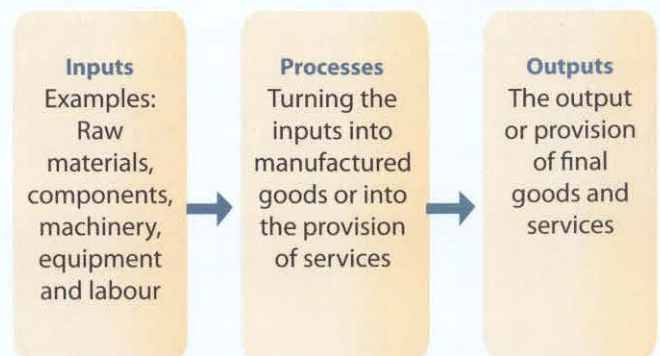 Inputs
Examples:
Raw
materials,
components,
machinery,
equipment
and labour
Processes
Turning the
inputs into
manufactured
goods or into
the provision
of services
Outputs
The output
or provision
of final
goods and
services